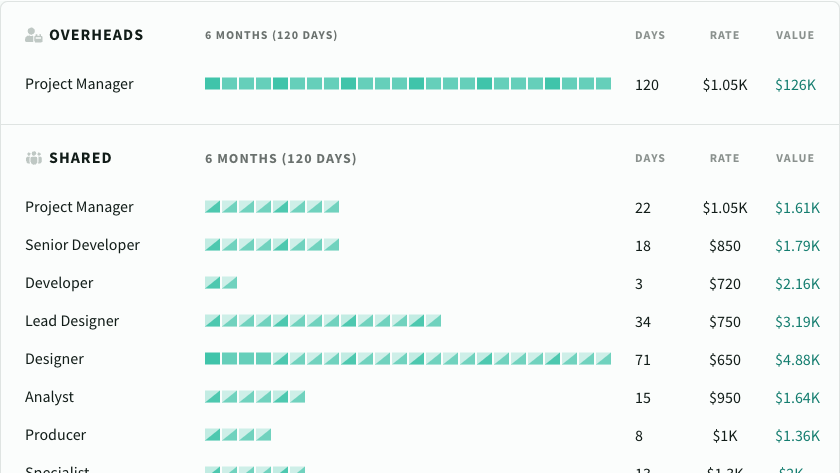 OVERHEADS 6 MONTHS (120 DAYS) DAYS RATE VALUE
Project Manager 120 $1.05K $126K
SHARED 6 MONTHS (120 DAYS) DAYS RATE VALUE
Project Manager 22 $1.05K $1.61K
Senior Developer 18 $850 $1.79K
Developer 3 $720 $2.16K
Lead Designer 34 $750 $3.19K
Designer 71 $650 $4.88K
Analyst 15 $950 $1.64K
Producer 8 $1K $1.36K
Specialist